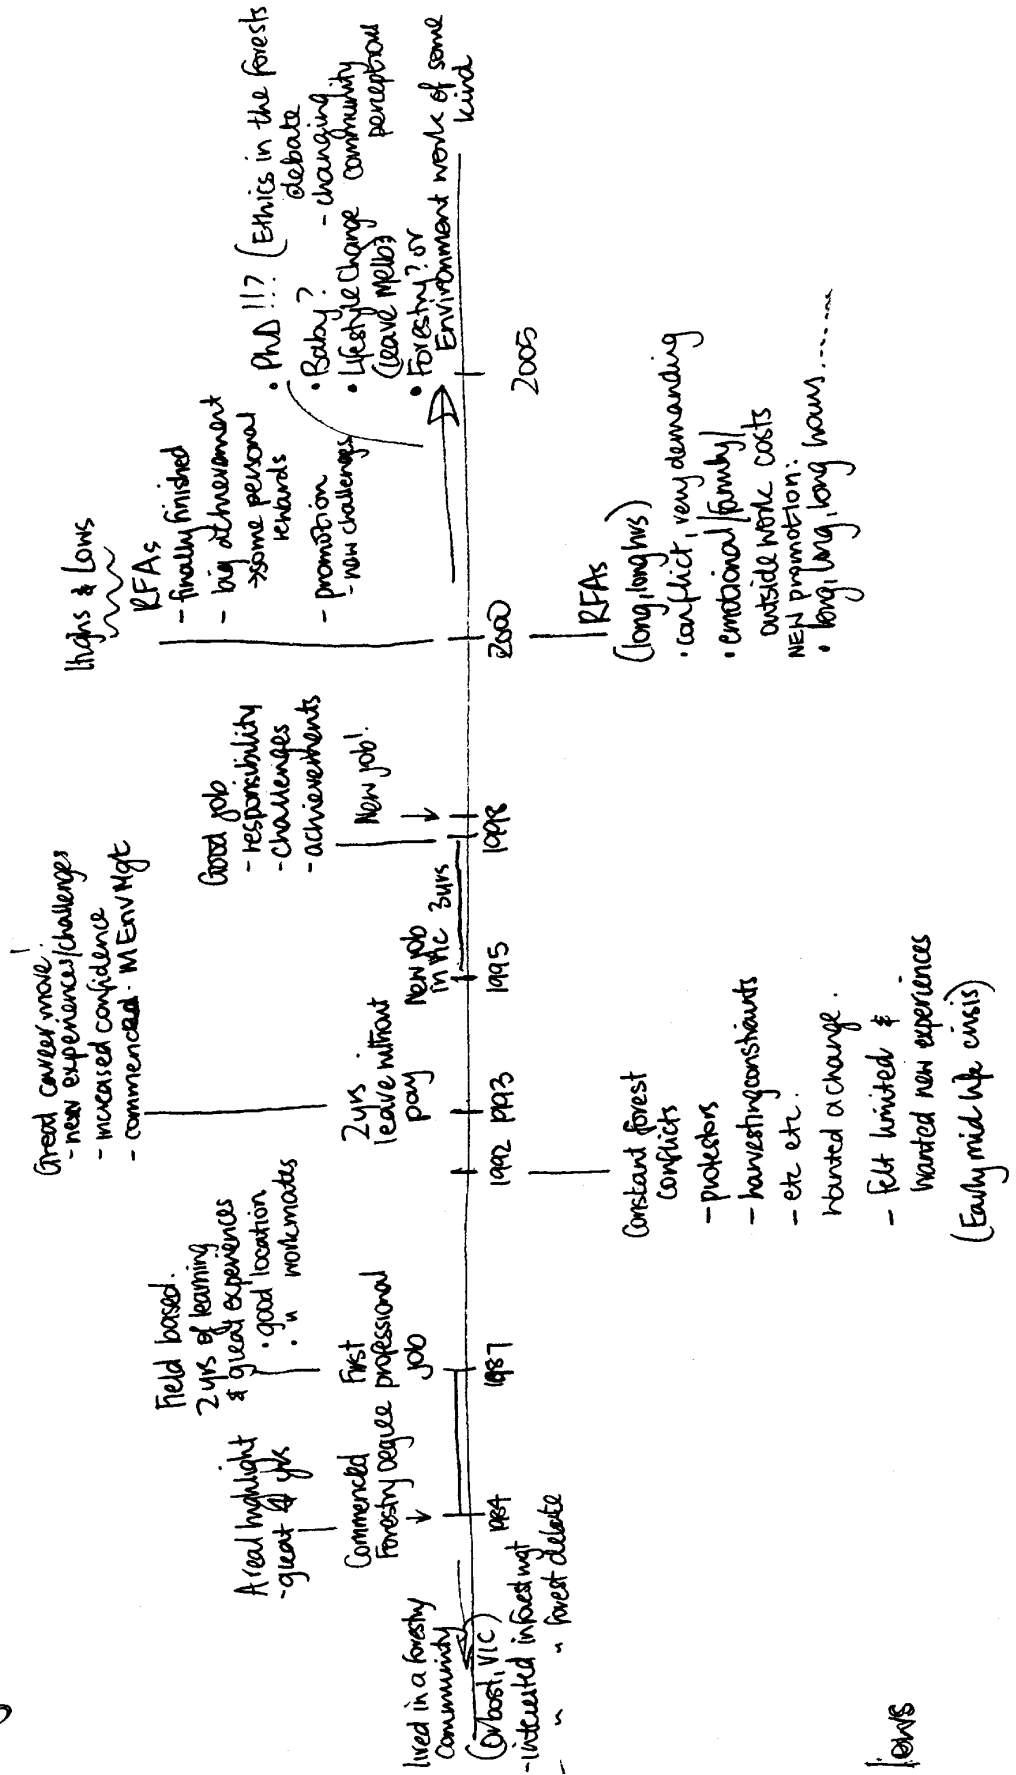 lived in a forestry
community
(Orbost, VIC)
- interested in forest mgt
- " " forest debate
A real highlight
- great 4 yrs
Commenced
Forestry Degree
1984
Field based.
2 yrs of learning
& great experiences
• good location
• " workmates
First
professional
job
1987
1992
Constant forest
conflicts
- protestors
- harvesting constraints
- etc etc.
Wanted a change.
- felt limited &
wanted new experiences
(Early mid life crisis)
Great career move!
- new experiences/challenges
- increased confidence
- commenced M Env Mgt
2 yrs
leave without
pay
1993
New job
in Vic
3yrs
1995
Good job
- responsibility
- challenges
- achievements
New job!
1998
Highs & Lows
RFAs
- finally finished
- big achievement
→ some personal
rewards
- promotion
- new challenges
2000
RFAs
(long, long hrs)
• conflict, very demanding
• emotional/family/
outside work costs
NEW promotion:
• long, long, long hours......
• PhD!!? (Ethics in the forests
debate
• Baby? - changing
community
perceptions
• Lifestyle Change
(leave Melb?)
• Forestry? or
Environment work of some
kind
2005
lows